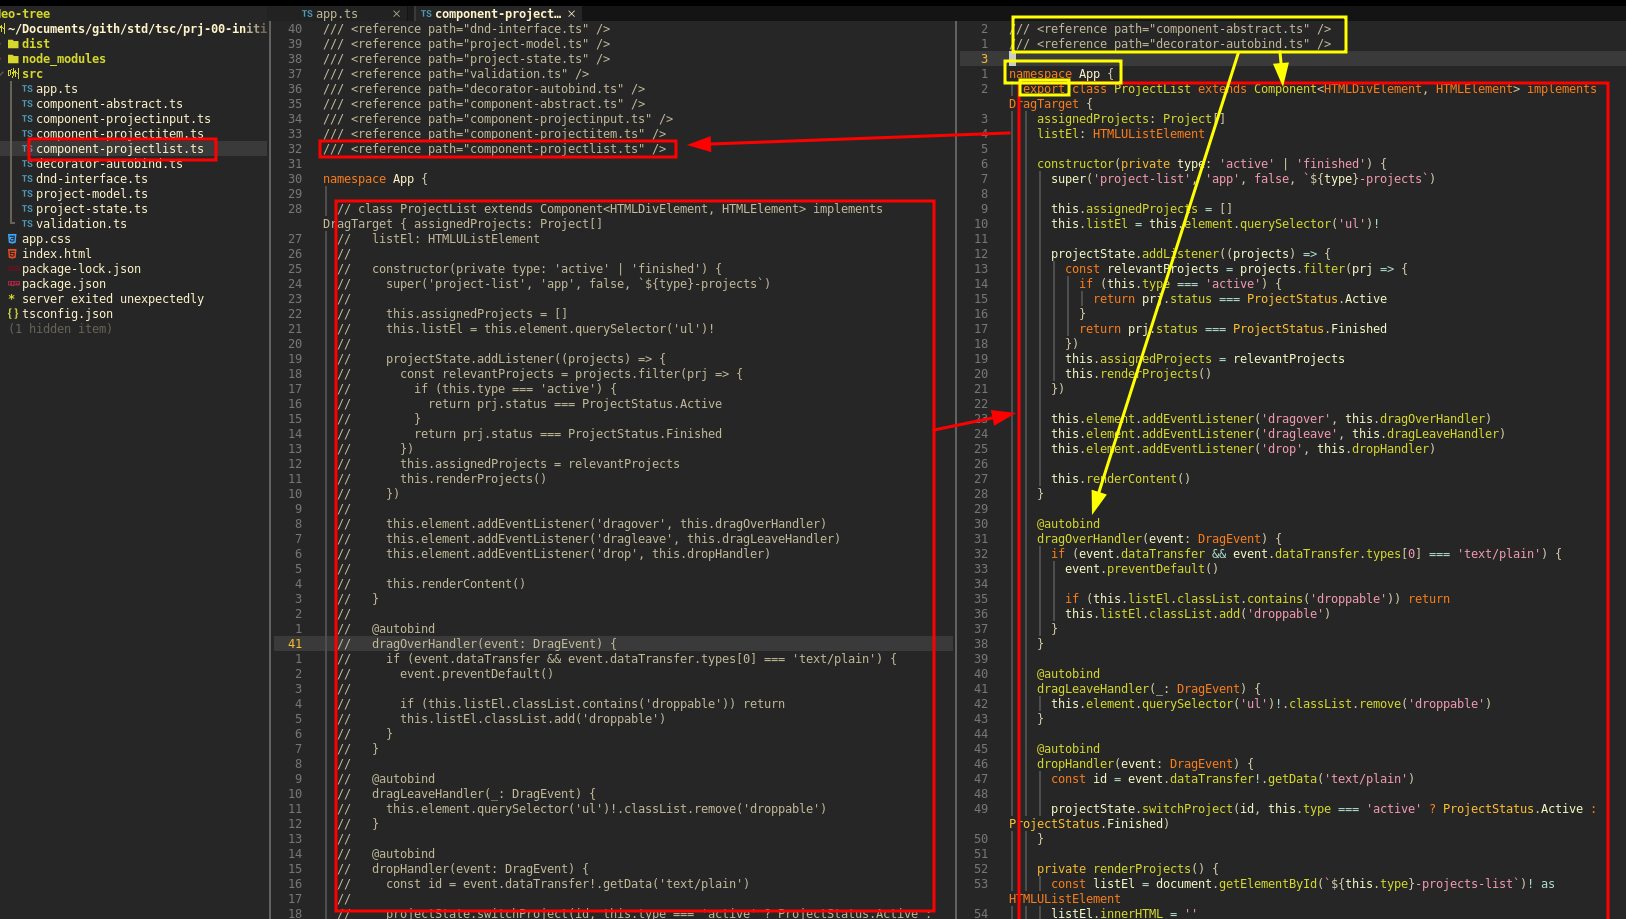 eo-tree
~/Documents/gith/std/tsc/prj-00-initi
dist
node_modules
src
TS app.ts
TS component-abstract.ts
TS component-projectinput.ts
TS component-projectitem.ts
TS component-projectlist.ts
TS decorator-autobind.ts
TS dnd-interface.ts
TS project-model.ts
TS project-state.ts
TS validation.ts
app.css
index.html
package-lock.json
package.json
* server exited unexpectedly
{} tsconfig.json
(1 hidden item)
TS app.ts ×
TS component-project… ×
40 /// <reference path="dnd-interface.ts" />
39 /// <reference path="project-model.ts" />
38 /// <reference path="project-state.ts" />
37 /// <reference path="validation.ts" />
36 /// <reference path="decorator-autobind.ts" />
35 /// <reference path="component-abstract.ts" />
34 /// <reference path="component-projectinput.ts" />
33 /// <reference path="component-projectitem.ts" />
32 /// <reference path="component-projectlist.ts" />
31
30 namespace App {
29
28 // class ProjectList extends Component<HTMLDivElement, HTMLElement> implements
DragTarget { assignedProjects: Project[]
27 //   listEl: HTMLUListElement
26 //
25 //   constructor(private type: 'active' | 'finished') {
24 //     super('project-list', 'app', false, `${type}-projects`)
23 //
22 //     this.assignedProjects = []
21 //     this.listEl = this.element.querySelector('ul')!
20 //
19 //     projectState.addListener((projects) => {
18 //       const relevantProjects = projects.filter(prj => {
17 //         if (this.type === 'active') {
16 //           return prj.status === ProjectStatus.Active
15 //         }
14 //         return prj.status === ProjectStatus.Finished
13 //       })
12 //       this.assignedProjects = relevantProjects
11 //       this.renderProjects()
10 //     })
9 //
8 //     this.element.addEventListener('dragover', this.dragOverHandler)
7 //     this.element.addEventListener('dragleave', this.dragLeaveHandler)
6 //     this.element.addEventListener('drop', this.dropHandler)
5 //
4 //     this.renderContent()
3 //   }
2 //
1 //   @autobind
41 //   dragOverHandler(event: DragEvent) {
1 //     if (event.dataTransfer && event.dataTransfer.types[0] === 'text/plain') {
2 //       event.preventDefault()
3 //
4 //       if (this.listEl.classList.contains('droppable')) return
5 //       this.listEl.classList.add('droppable')
6 //     }
7 //   }
8 //
9 //   @autobind
10 //   dragLeaveHandler(_: DragEvent) {
11 //     this.element.querySelector('ul')!.classList.remove('droppable')
12 //   }
13 //
14 //   @autobind
15 //   dropHandler(event: DragEvent) {
16 //     const id = event.dataTransfer!.getData('text/plain')
17 //
18 //     projectState.switchProject(id, this.type === 'active' ? ProjectStatus.Active :
2 /// <reference path="component-abstract.ts" />
1 /// <reference path="decorator-autobind.ts" />
3
1 namespace App {
2   export class ProjectList extends Component<HTMLDivElement, HTMLElement> implements
DragTarget {
3     assignedProjects: Project[]
4     listEl: HTMLUListElement
5
6     constructor(private type: 'active' | 'finished') {
7       super('project-list', 'app', false, `${type}-projects`)
8
9       this.assignedProjects = []
10       this.listEl = this.element.querySelector('ul')!
11
12       projectState.addListener((projects) => {
13         const relevantProjects = projects.filter(prj => {
14           if (this.type === 'active') {
15             return prj.status === ProjectStatus.Active
16           }
17           return prj.status === ProjectStatus.Finished
18         })
19         this.assignedProjects = relevantProjects
20         this.renderProjects()
21       })
22
23       this.element.addEventListener('dragover', this.dragOverHandler)
24       this.element.addEventListener('dragleave', this.dragLeaveHandler)
25       this.element.addEventListener('drop', this.dropHandler)
26
27       this.renderContent()
28     }
29
30     @autobind
31     dragOverHandler(event: DragEvent) {
32       if (event.dataTransfer && event.dataTransfer.types[0] === 'text/plain') {
33         event.preventDefault()
34
35         if (this.listEl.classList.contains('droppable')) return
36         this.listEl.classList.add('droppable')
37       }
38     }
39
40     @autobind
41     dragLeaveHandler(_: DragEvent) {
42       this.element.querySelector('ul')!.classList.remove('droppable')
43     }
44
45     @autobind
46     dropHandler(event: DragEvent) {
47       const id = event.dataTransfer!.getData('text/plain')
48
49       projectState.switchProject(id, this.type === 'active' ? ProjectStatus.Active :
ProjectStatus.Finished)
50     }
51
52     private renderProjects() {
53       const listEl = document.getElementById(`${this.type}-projects-list`)! as
HTMLUListElement
54       listEl.innerHTML = ''